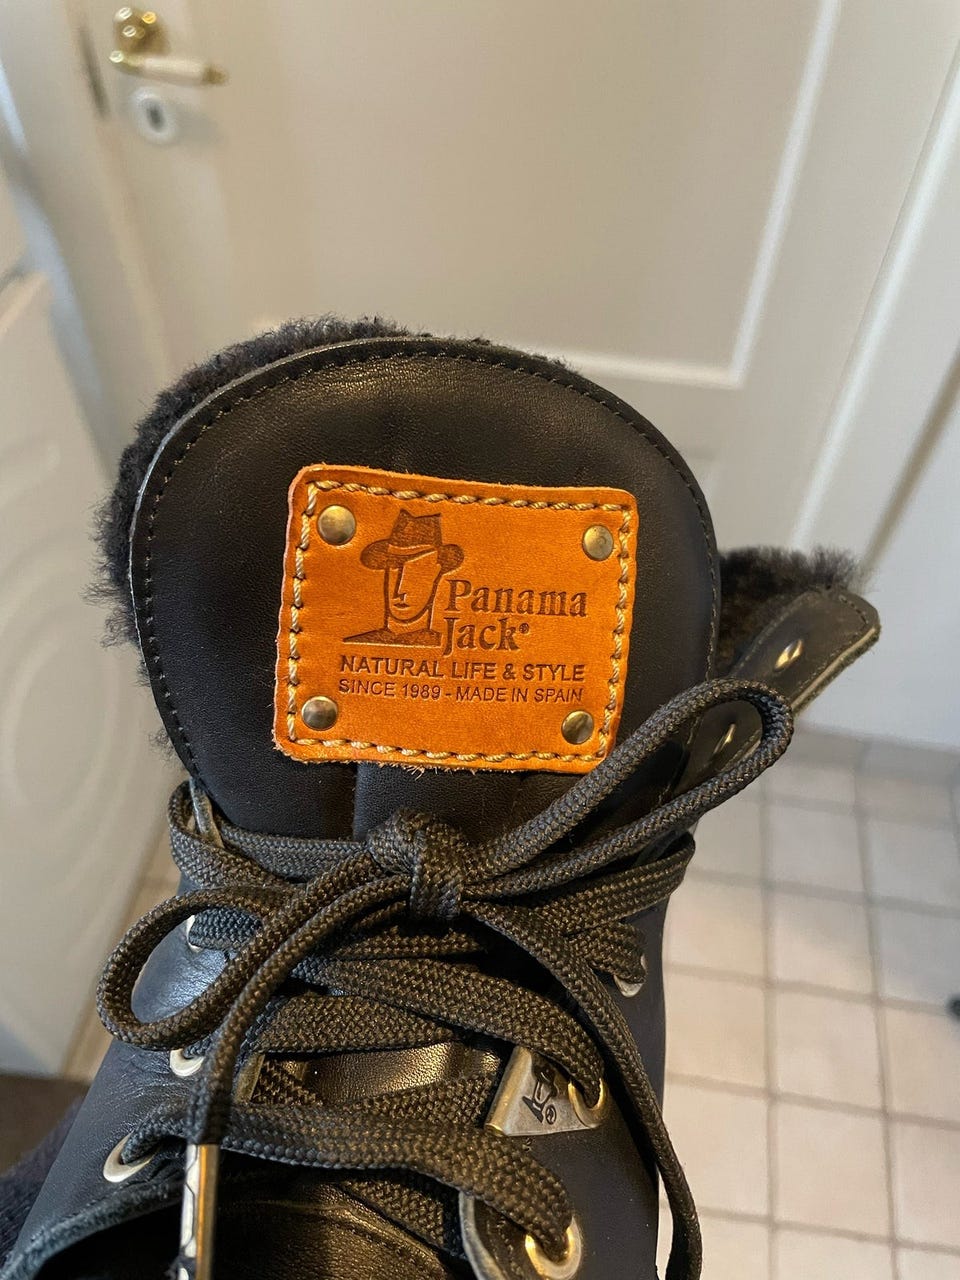 Panama
Jack®
NATURAL LIFE & STYLE
SINCE 1989 - MADE IN SPAIN